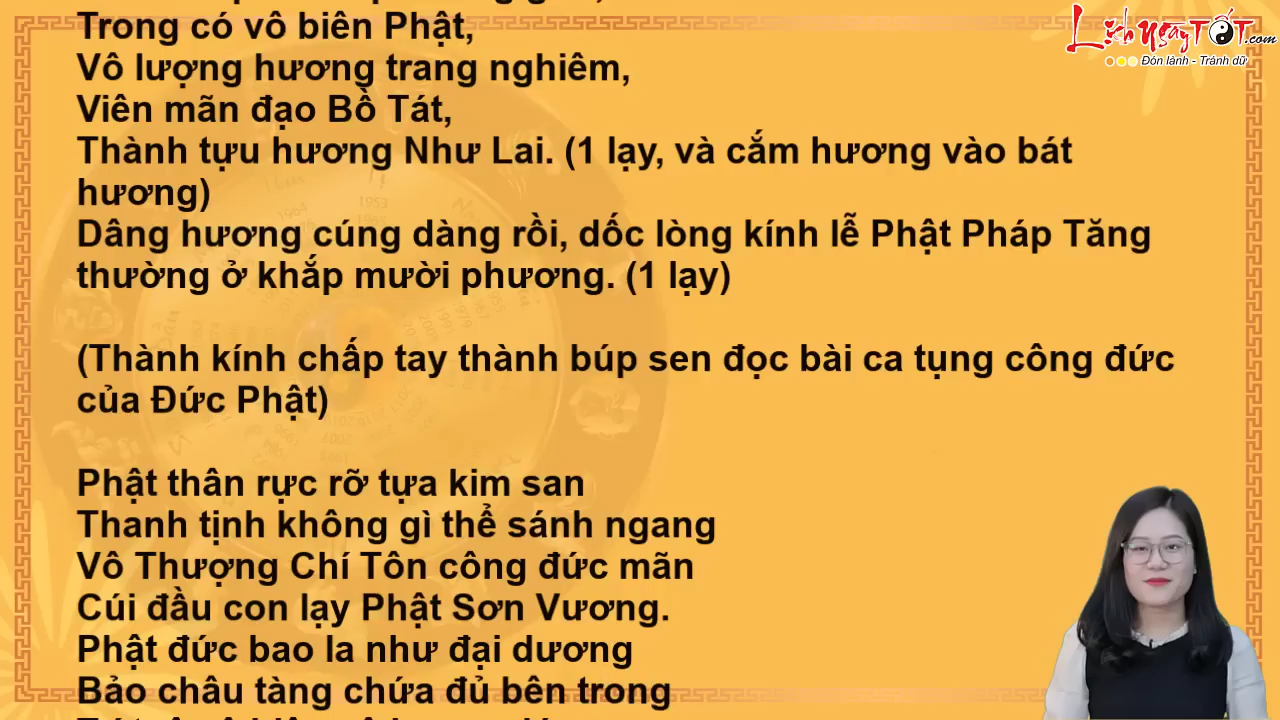 LịchNgàyTỐT.com
Đón lành - Tránh dữ
Trong có vô biên Phật,
Vô lượng hương trang nghiêm,
Viên mãn đạo Bồ Tát,
Thành tựu hương Như Lai. (1 lạy, và cắm hương vào bát
hương)
Dâng hương cúng dàng rồi, dốc lòng kính lễ Phật Pháp Tăng
thường ở khắp mười phương. (1 lạy)
(Thành kính chấp tay thành búp sen đọc bài ca tụng công đức
của Đức Phật)
Phật thân rực rỡ tựa kim san
Thanh tịnh không gì thể sánh ngang
Vô Thượng Chí Tôn công đức mãn
Cúi đầu con lạy Phật Sơn Vương.
Phật đức bao la như đại dương
Bảo châu tàng chứa đủ bên trong